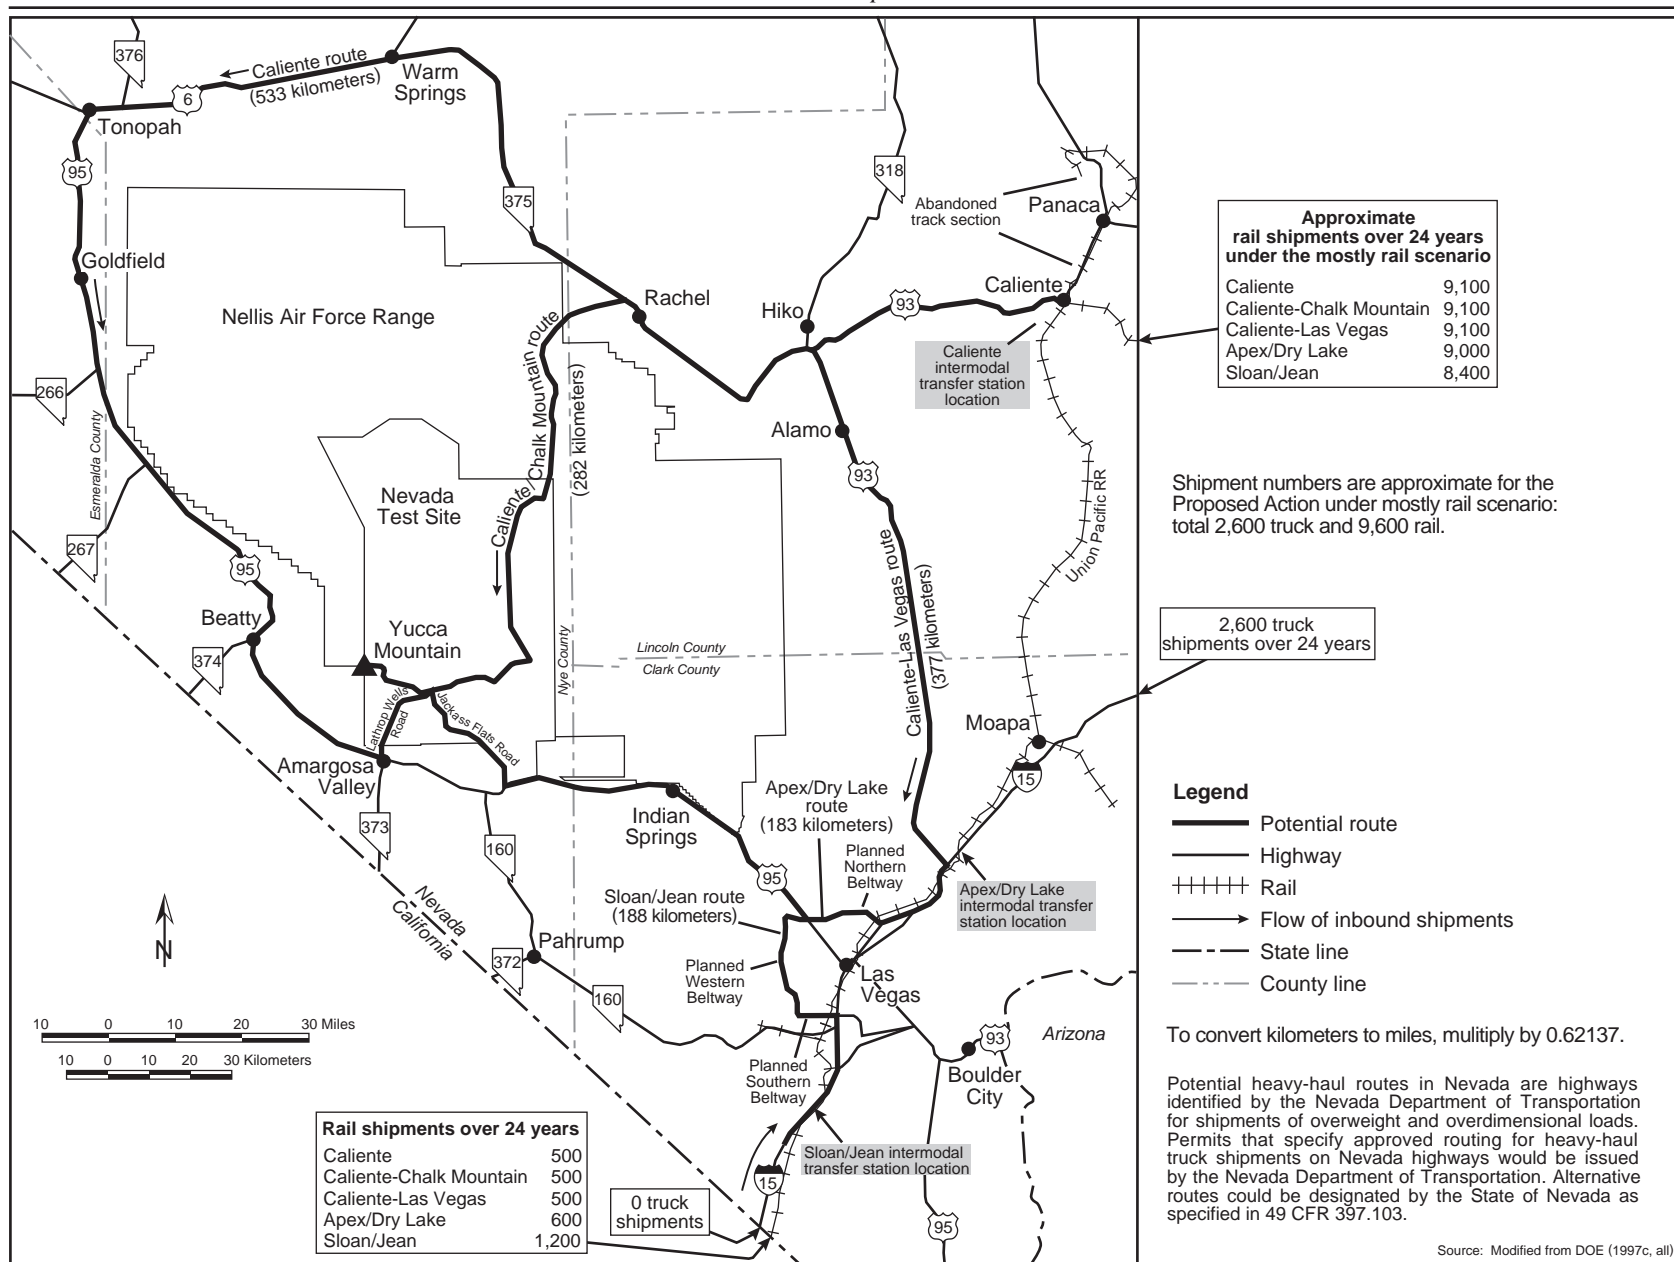 376
Caliente route
(533 kilometers)
Warm
Springs
6
Tonopah
95
375
318
Abandoned
track section
Panaca
Goldfield
Nellis Air Force Range
Rachel
Hiko
93
Caliente
Caliente
intermodal
transfer station
location
266
Esmeralda County
Caliente/Chalk Mountain route
(282 kilometers)
Alamo
93
Nevada
Test Site
Union Pacific RR
267
95
Caliente-Las Vegas route
(377 kilometers)
Beatty
Yucca
Mountain
374
Nye County
Lincoln County
Clark County
Lathrop Wells
Road
Jackass Flats Road
Moapa
15
Amargosa
Valley
Indian
Springs
Apex/Dry Lake
route
(183 kilometers)
Planned
Northern
Beltway
373
160
95
Sloan/Jean route
(188 kilometers)
Apex/Dry Lake
intermodal transfer
station location
Nevada
California
N
372
Pahrump
Planned
Western
Beltway
Las
Vegas
160
Arizona
93
Boulder
City
Planned
Southern
Beltway
10 0 10 20 30 Miles
10 0 10 20 30 Kilometers
Sloan/Jean intermodal
transfer station location
15
95
Rail shipments over 24 years
Caliente 500
Caliente-Chalk Mountain 500
Caliente-Las Vegas 500
Apex/Dry Lake 600
Sloan/Jean 1,200
0 truck
shipments
Approximate
rail shipments over 24 years
under the mostly rail scenario
Caliente 9,100
Caliente-Chalk Mountain 9,100
Caliente-Las Vegas 9,100
Apex/Dry Lake 9,000
Sloan/Jean 8,400
Shipment numbers are approximate for the
Proposed Action under mostly rail scenario:
total 2,600 truck and 9,600 rail.
2,600 truck
shipments over 24 years
Legend
Potential route
Highway
Rail
Flow of inbound shipments
State line
County line
To convert kilometers to miles, mulitiply by 0.62137.
Potential heavy-haul routes in Nevada are highways
identified by the Nevada Department of Transportation
for shipments of overweight and overdimensional loads.
Permits that specify approved routing for heavy-haul
truck shipments on Nevada highways would be issued
by the Nevada Department of Transportation. Alternative
routes could be designated by the State of Nevada as
specified in 49 CFR 397.103.
Source: Modified from DOE (1997c, all)